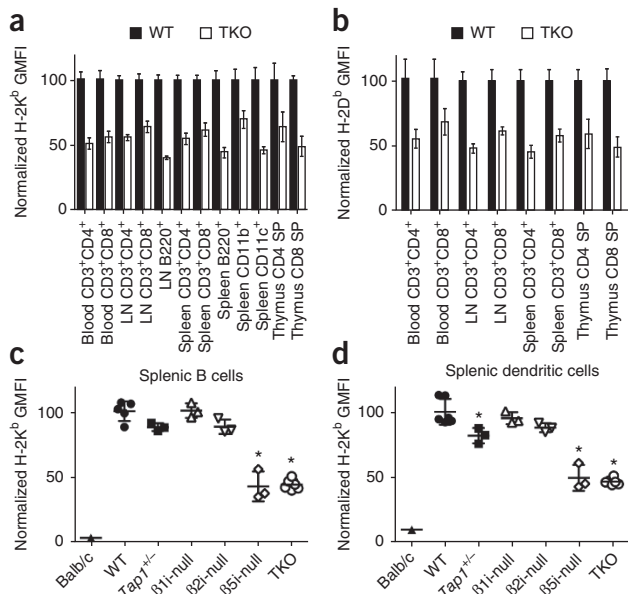 a
WT TKO
Normalized H-2Kᵇ GMFI
100
50
0
Blood CD3⁺CD4⁺
Blood CD3⁺CD8⁺
LN CD3⁺CD4⁺
LN CD3⁺CD8⁺
LN B220⁺
Spleen CD3⁺CD4⁺
Spleen CD3⁺CD8⁺
Spleen B220⁺
Spleen CD11b⁺
Spleen CD11c⁺
Thymus CD4 SP
Thymus CD8 SP
b
WT TKO
Normalized H-2Dᵇ GMFI
100
50
0
Blood CD3⁺CD4⁺
Blood CD3⁺CD8⁺
LN CD3⁺CD4⁺
LN CD3⁺CD8⁺
Spleen CD3⁺CD4⁺
Spleen CD3⁺CD8⁺
Thymus CD4 SP
Thymus CD8 SP
c
Splenic B cells
Normalized H-2Kᵇ GMFI
100
50
0
* *
Balb/c
WT
Tap1⁺/⁻
β1i-null
β2i-null
β5i-null
TKO
d
Splenic dendritic cells
Normalized H-2Kᵇ GMFI
100
50
0
* * *
Balb/c
WT
Tap1⁺/⁻
β1i-null
β2i-null
β5i-null
TKO